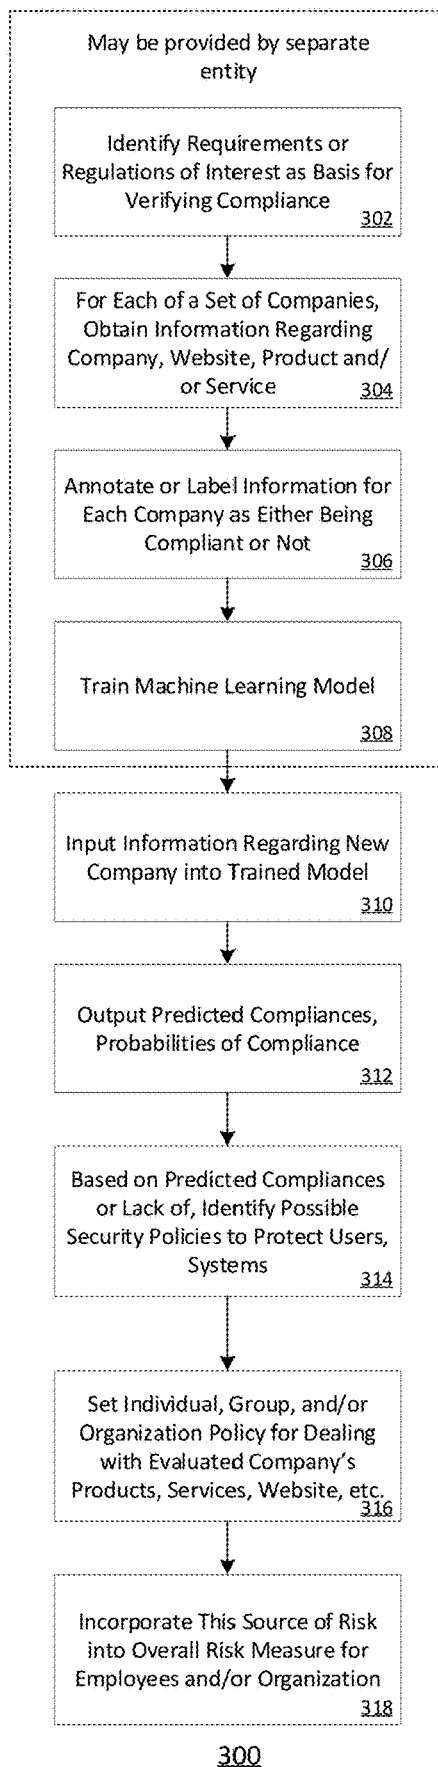 May be provided by separate
entity
Identify Requirements or
Regulations of Interest as Basis for
Verifying Compliance
302
For Each of a Set of Companies,
Obtain Information Regarding
Company, Website, Product and/
or Service
304
Annotate or Label Information for
Each Company as Either Being
Compliant or Not
306
Train Machine Learning Model
308
Input Information Regarding New
Company into Trained Model
310
Output Predicted Compliances,
Probabilities of Compliance
312
Based on Predicted Compliances
or Lack of, Identify Possible
Security Policies to Protect Users,
Systems
314
Set Individual, Group, and/or
Organization Policy for Dealing
with Evaluated Company's
Products, Services, Website, etc.
316
Incorporate This Source of Risk
into Overall Risk Measure for
Employees and/or Organization
318
300